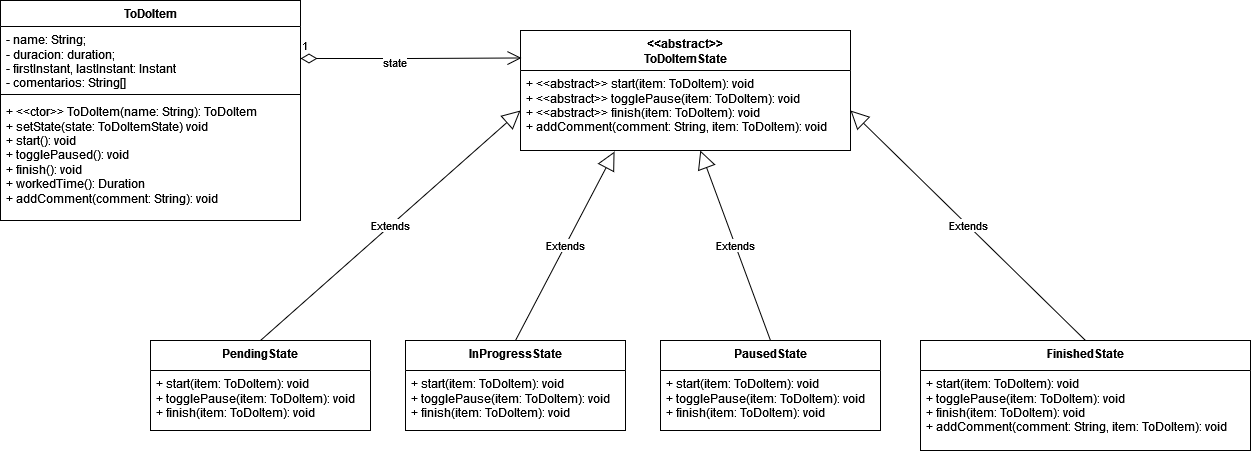 ToDoItem
- name: String;
- duracion: duration;
- firstInstant, lastInstant: Instant
- comentarios: String[]
+ <<ctor>> ToDoItem(name: String): ToDoItem
+ setState(state: ToDoItemState) void
+ start(): void
+ togglePaused(): void
+ finish(): void
+ workedTime(): Duration
+ addComment(comment: String): void
1
state
<<abstract>>
ToDoItemState
+ <<abstract>> start(item: ToDoItem): void
+ <<abstract>> togglePause(item: ToDoItem): void
+ <<abstract>> finish(item: ToDoItem): void
+ addComment(comment: String, item: ToDoItem): void
Extends
Extends
Extends
Extends
PendingState
+ start(item: ToDoItem): void
+ togglePause(item: ToDoItem): void
+ finish(item: ToDoItem): void
InProgressState
+ start(item: ToDoItem): void
+ togglePause(item: ToDoItem): void
+ finish(item: ToDoItem): void
PausedState
+ start(item: ToDoItem): void
+ togglePause(item: ToDoItem): void
+ finish(item: ToDoItem): void
FinishedState
+ start(item: ToDoItem): void
+ togglePause(item: ToDoItem): void
+ finish(item: ToDoItem): void
+ addComment(comment: String, item: ToDoItem): void